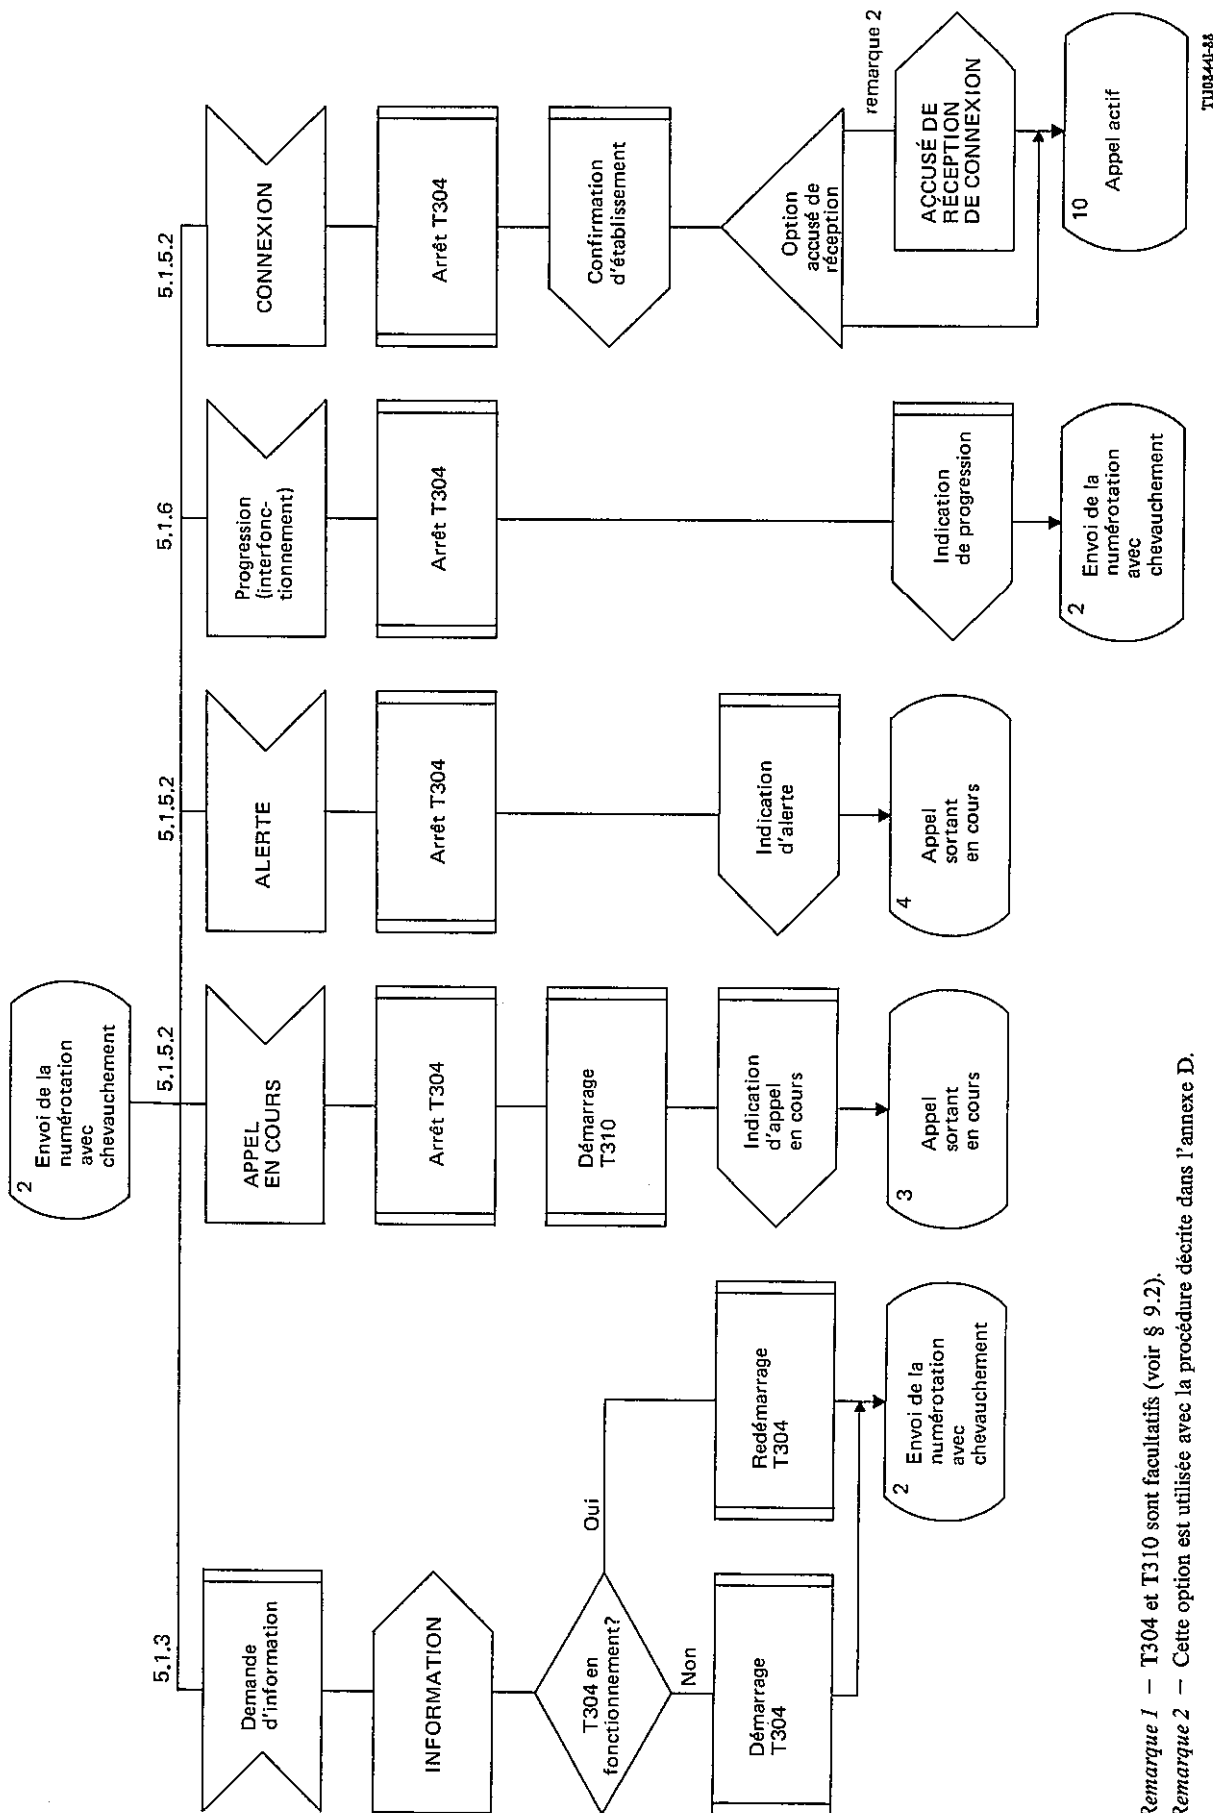 2
Envoi de la
numérotation
avec
chevauchement
5.1.3
5.1.5.2
5.1.5.2
5.1.6
5.1.5.2
Demande
d'information
APPEL
EN COURS
ALERTE
Progression
(interfonc-
tionnement)
CONNEXION
INFORMATION
Arrêt T304
Arrêt T304
Arrêt T304
Arrêt T304
T304 en
fonctionnement?
Oui
Non
Démarrage
T310
Confirmation
d'établissement
Démarrage
T304
Redémarrage
T304
Indication
d'appel
en cours
Indication
d'alerte
Option
accusé de
réception
remarque 2
2
Envoi de la
numérotation
avec
chevauchement
3
Appel
sortant
en cours
4
Appel
sortant
en cours
Indication
de progression
ACCUSÉ DE
RÉCEPTION
DE CONNEXION
2
Envoi de la
numérotation
avec
chevauchement
10
Appel actif
T1108441-88
Remarque 1 – T304 et T310 sont facultatifs (voir § 9.2).
Remarque 2 – Cette option est utilisée avec la procédure décrite dans l'annexe D.